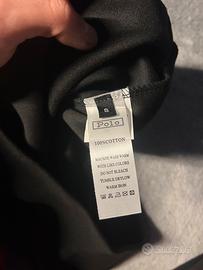 S
Polo
100%COTTON
MACHINE WASH WARM
WITH LIKE COLORS
DO NOT BLEACH
TUMBLE DRY LOW
WARM IRON